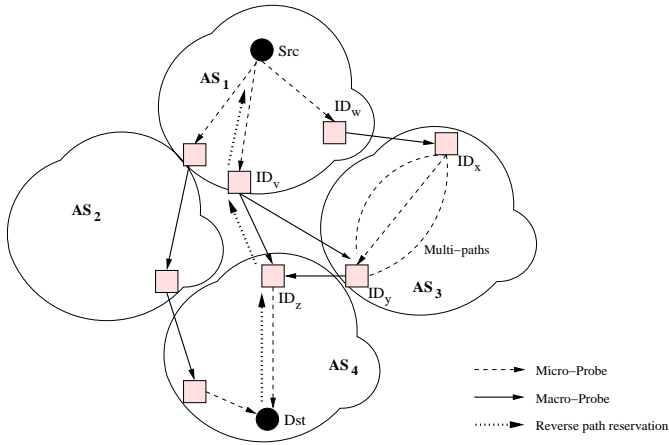 Src
AS1
IDw
IDx
IDv
AS2
Multi−paths
IDz
IDy
AS3
AS4
Dst
Micro−Probe
Macro−Probe
Reverse path reservation